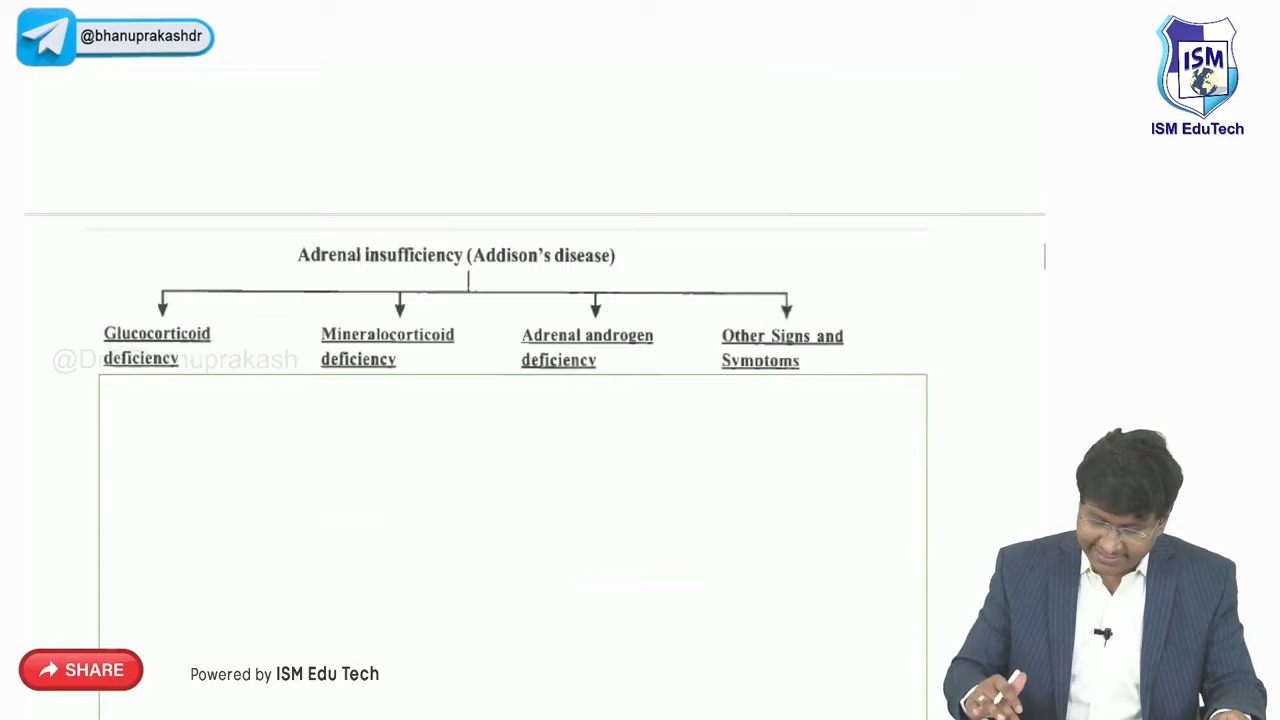 @bhanuprakashdr
ISM
ISM EduTech
Adrenal insufficiency (Addison's disease)
Glucocorticoid
deficiency
Mineralocorticoid
deficiency
Adrenal androgen
deficiency
Other Signs and
Symptoms
SHARE
Powered by ISM Edu Tech